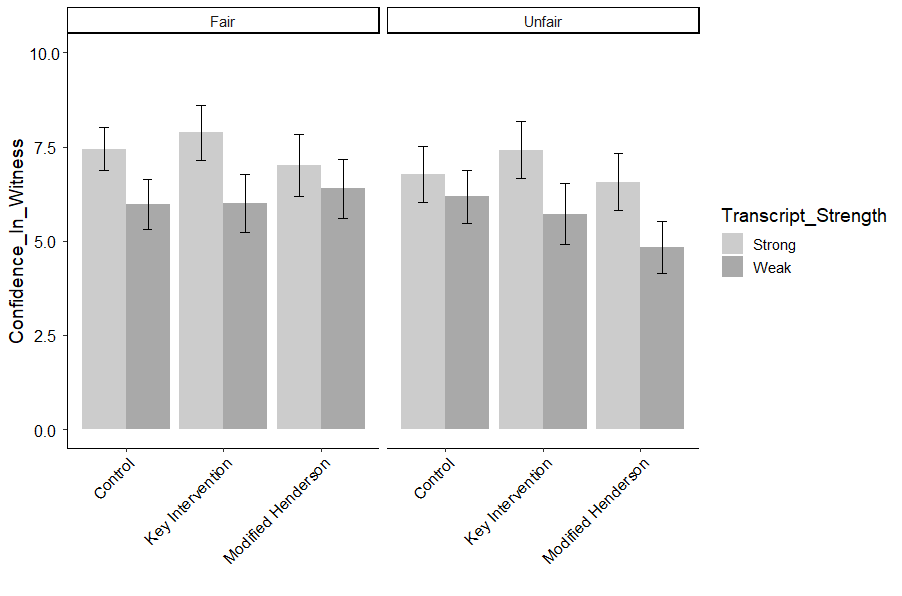 Fair
Unfair
Confidence_In_Witness
10.0
7.5
5.0
2.5
0.0
Control
Key Intervention
Modified Henderson
Control
Key Intervention
Modified Henderson
Transcript_Strength
Strong
Weak